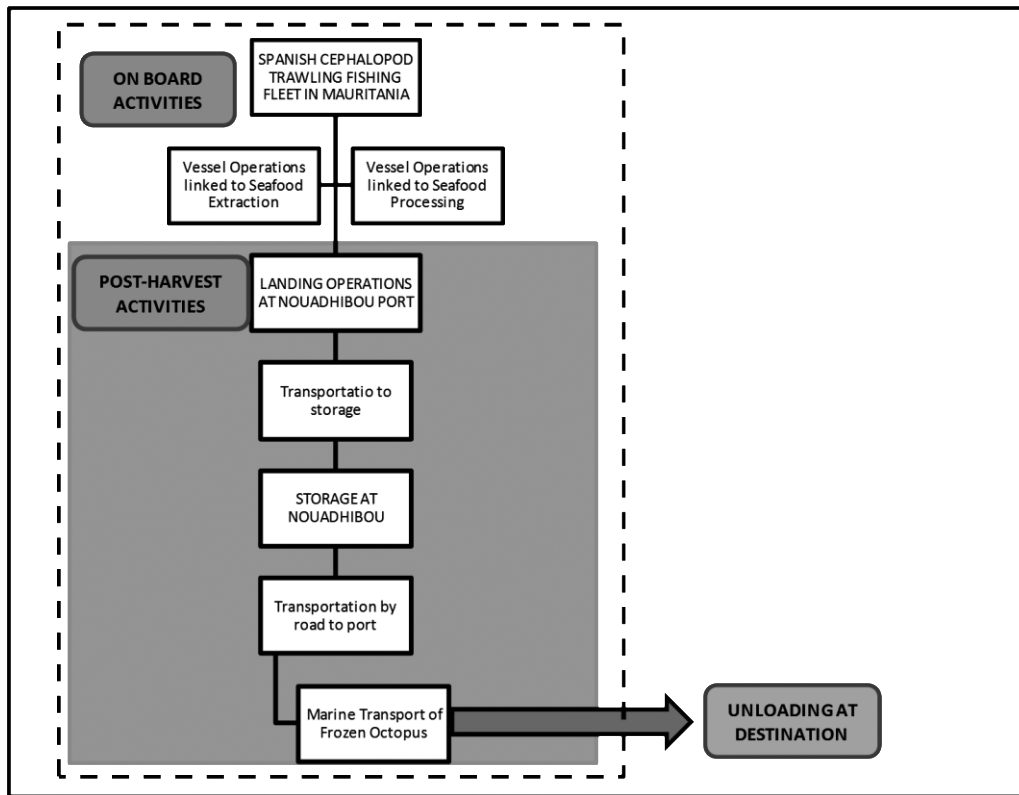 SPANISH CEPHALOPOD
TRAWLING FISHING
FLEET IN MAURITANIA
ON BOARD
ACTIVITIES
Vessel Operations
linked to Seafood
Extraction
Vessel Operations
linked to Seafood
Processing
POST-HARVEST
ACTIVITIES
LANDING OPERATIONS
AT NOUADHIBOU PORT
Transportatio to
storage
STORAGE AT
NOUADHIBOU
Transportation by
road to port
Marine Transport of
Frozen Octopus
UNLOADING AT
DESTINATION